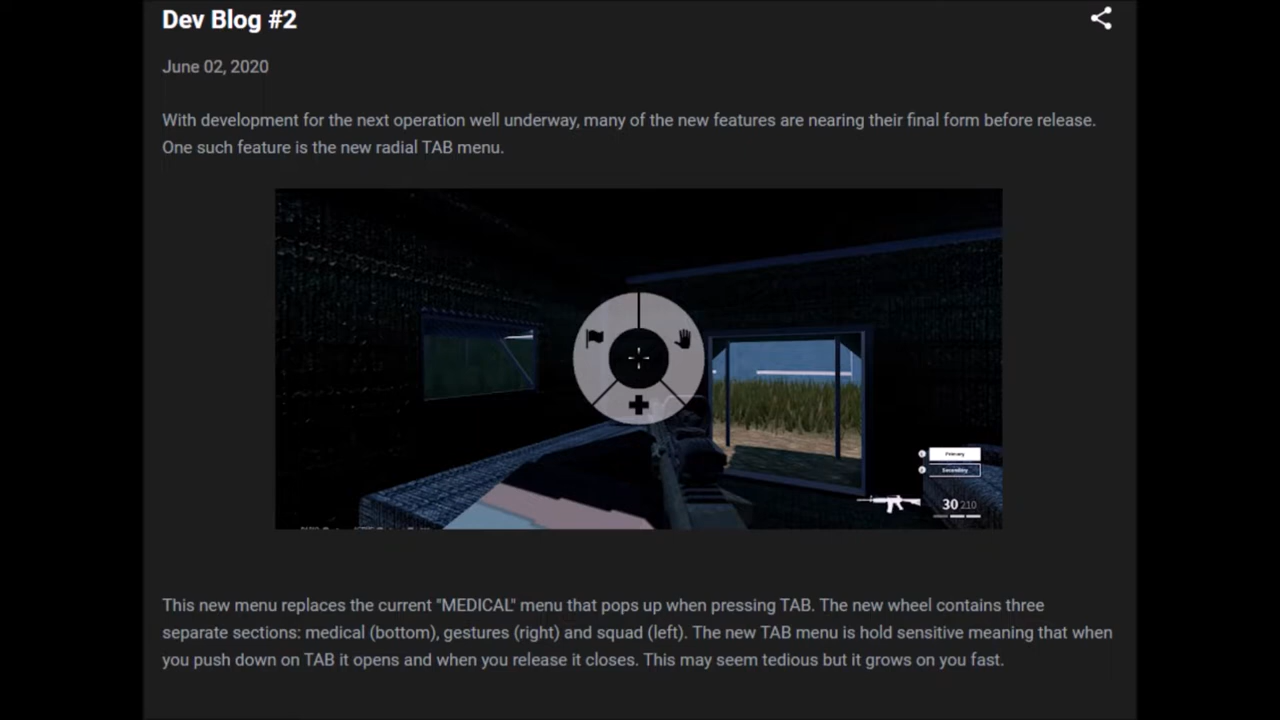 Dev Blog #2
June 02, 2020
With development for the next operation well underway, many of the new features are nearing their final form before release.
One such feature is the new radial TAB menu.
Primary
Secondary
30 210
This new menu replaces the current "MEDICAL" menu that pops up when pressing TAB. The new wheel contains three
separate sections: medical (bottom), gestures (right) and squad (left). The new TAB menu is hold sensitive meaning that when
you push down on TAB it opens and when you release it closes. This may seem tedious but it grows on you fast.